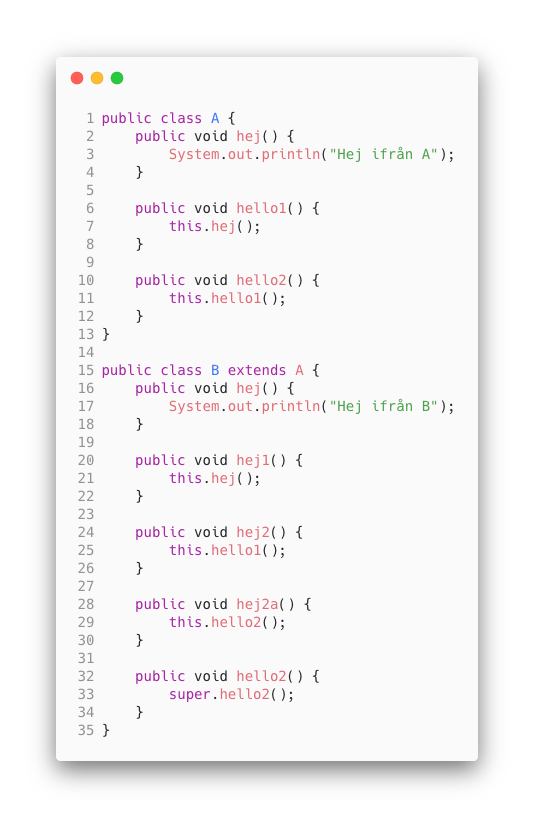 1 public class A {
2     public void hej() {
3         System.out.println("Hej ifrån A");
4     }
5
6     public void hello1() {
7         this.hej();
8     }
9
10     public void hello2() {
11         this.hello1();
12     }
13 }
14
15 public class B extends A {
16     public void hej() {
17         System.out.println("Hej ifrån B");
18     }
19
20     public void hej1() {
21         this.hej();
22     }
23
24     public void hej2() {
25         this.hello1();
26     }
27
28     public void hej2a() {
29         this.hello2();
30     }
31
32     public void hello2() {
33         super.hello2();
34     }
35 }